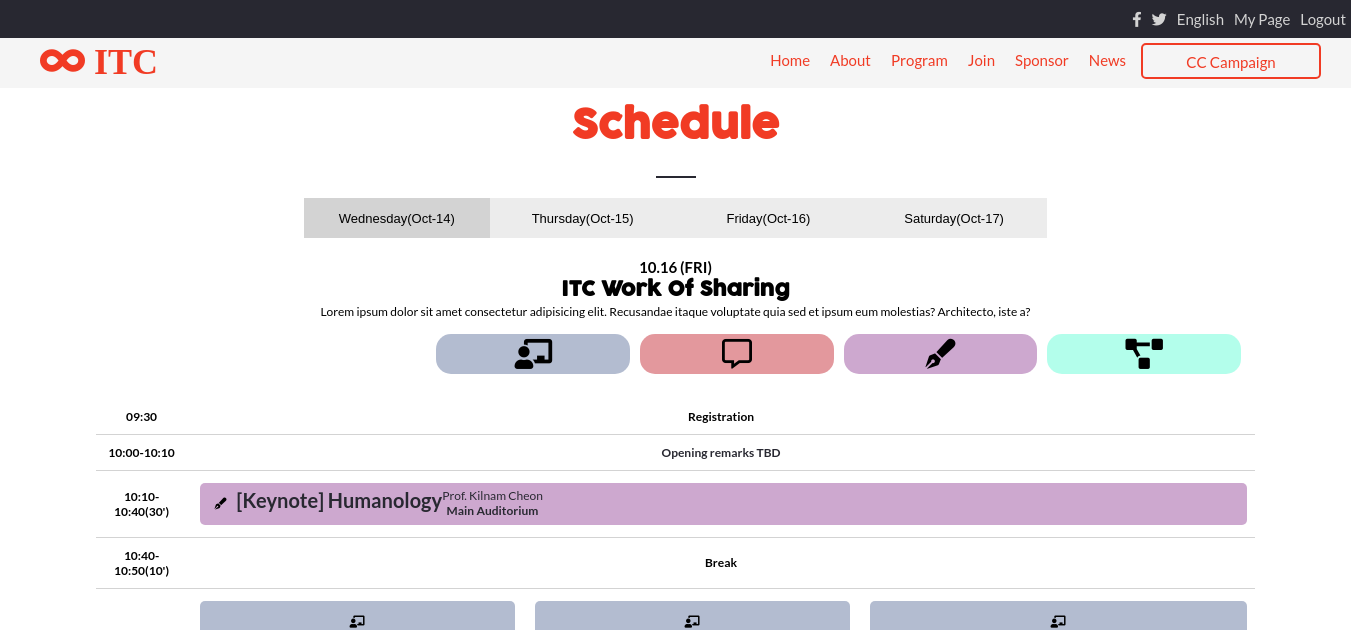 English My Page Logout
ITC
Home About Program Join Sponsor News CC Campaign
Schedule
Wednesday(Oct-14) Thursday(Oct-15) Friday(Oct-16) Saturday(Oct-17)
10.16 (FRI)
ITC Work Of Sharing
Lorem ipsum dolor sit amet consectetur adipisicing elit. Recusandae itaque voluptate quia sed et ipsum eum molestias? Architecto, iste a?
09:30 Registration
10:00-10:10 Opening remarks TBD
10:10-
10:40(30') [Keynote] Humanology Prof. Kilnam Cheon
Main Auditorium
10:40-
10:50(10') Break